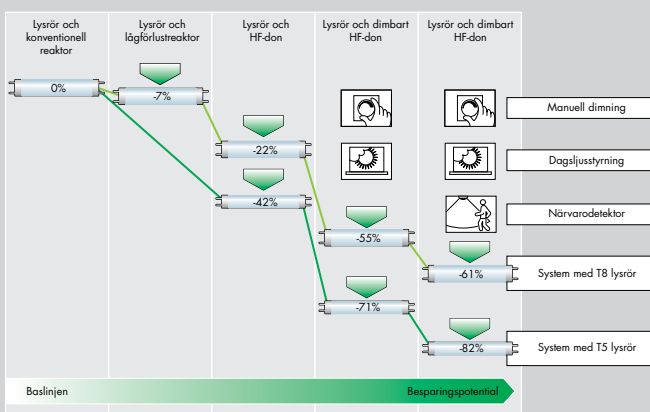 Lysrör och
konventionell
reaktor
Lysrör och
lågförlustreaktor
Lysrör och
HF-don
Lysrör och dimbart
HF-don
Lysrör och dimbart
HF-don
0%
-7%
-22%
-42%
-55%
-71%
-61%
-82%
Manuell dimning
Dagsljusstyrning
Närvarodetektor
System med T8 lysrör
System med T5 lysrör
Baslinjen
Besparingspotential